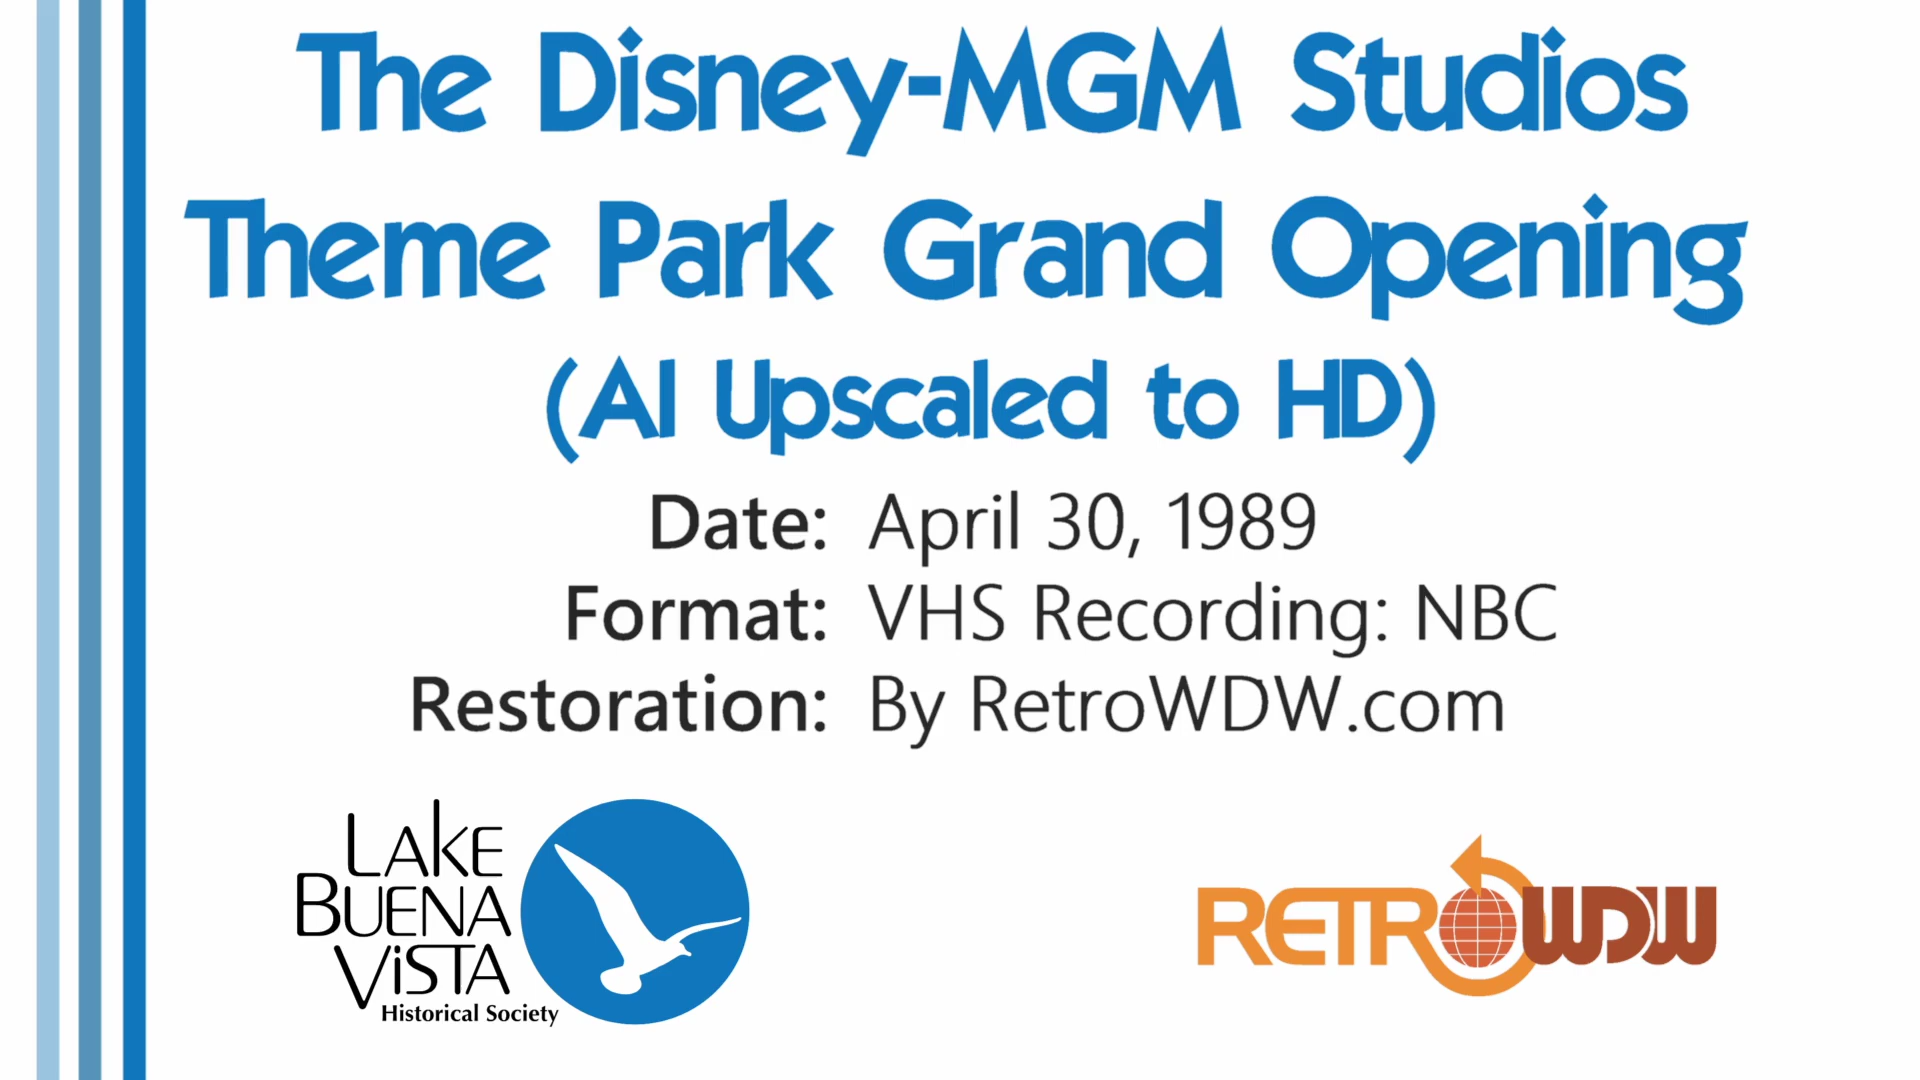 The Disney-MGM Studios
Theme Park Grand Opening
(AI Upscaled to HD)
Date: April 30, 1989
Format: VHS Recording: NBC
Restoration: By RetroWDW.com
LAKE
BUENA
ViSTA
Historical Society
RETROWDW